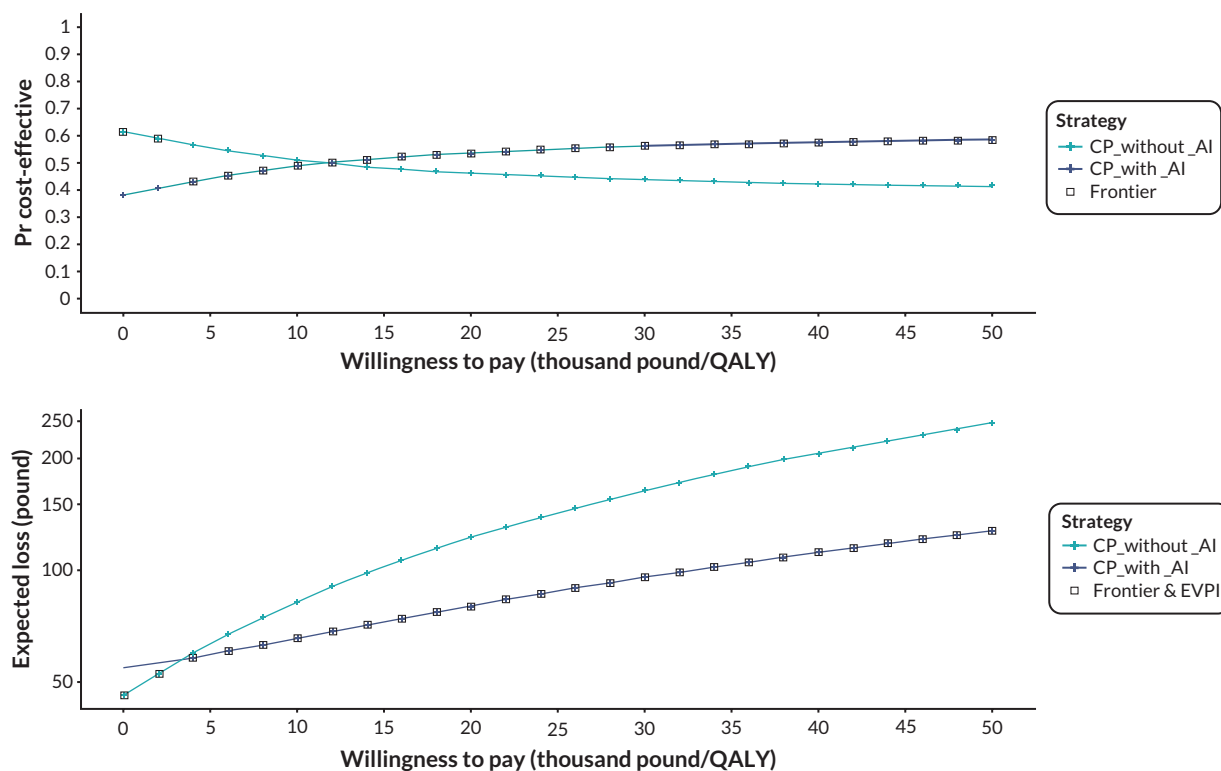 1
0.9
0.8
0.7
0.6
0.5
0.4
0.3
0.2
0.1
0
Pr cost-effective
0 5 10 15 20 25 30 35 40 45 50
Willingness to pay (thousand pound/QALY)
Strategy
CP_without _AI
CP_with _AI
Frontier
250
200
150
100
50
Expected loss (pound)
0 5 10 15 20 25 30 35 40 45 50
Willingness to pay (thousand pound/QALY)
Strategy
CP_without _AI
CP_with _AI
Frontier & EVPI